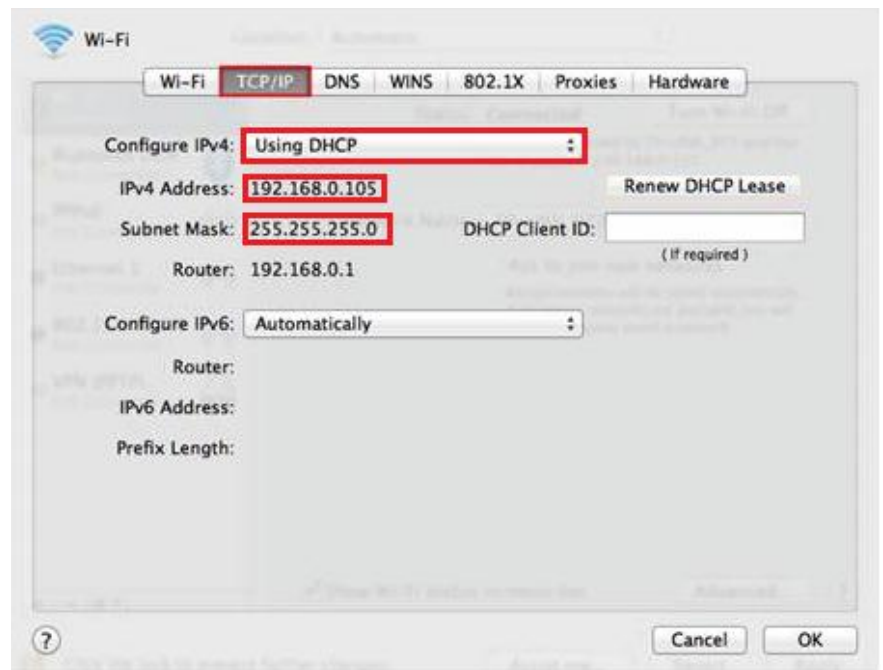 Wi-Fi
Wi-Fi TCP/IP DNS WINS 802.1X Proxies Hardware
Configure IPv4: Using DHCP
IPv4 Address: 192.168.0.105 Renew DHCP Lease
Subnet Mask: 255.255.255.0 DHCP Client ID:
( If required )
Router: 192.168.0.1
Configure IPv6: Automatically
Router:
IPv6 Address:
Prefix Length:
? Cancel OK